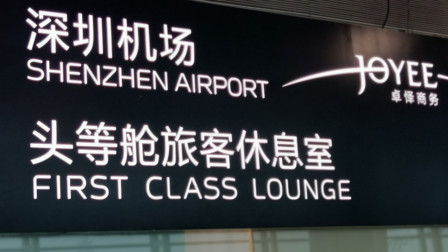 深圳机场
SHENZHEN AIRPORT
JOYEE
卓怿商务
头等舱旅客休息室
FIRST CLASS LOUNGE